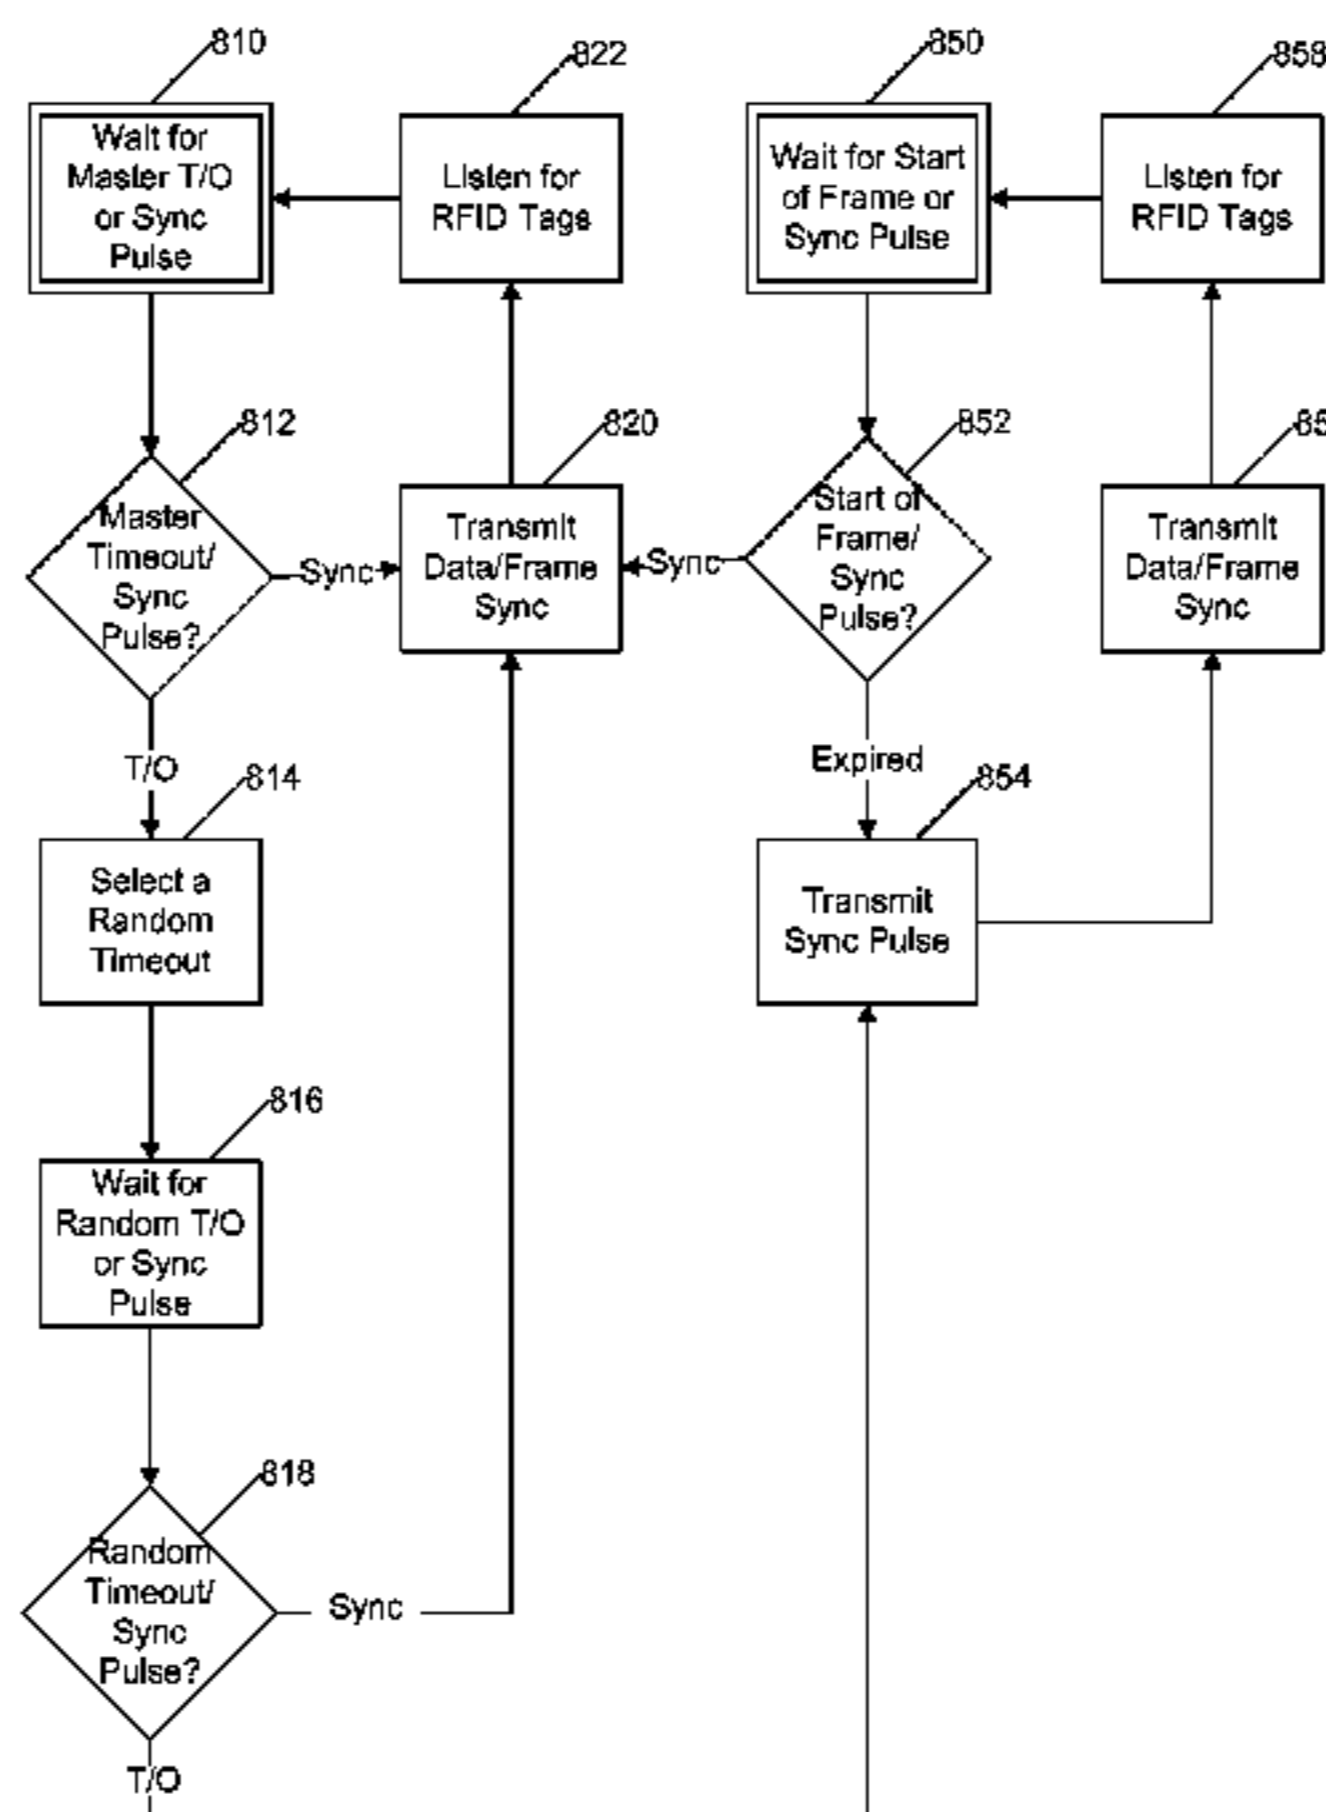 810
Wait for
Master T/O
or Sync
Pulse
822
Listen for
RFID Tags
850
Wait for Start
of Frame or
Sync Pulse
858
Listen for
RFID Tags
812
Master
Timeout/
Sync
Pulse?
Sync
820
Transmit
Data/Frame
Sync
Sync
852
Start of
Frame/
Sync
Pulse?
Transmit
Data/Frame
Sync
T/O
814
Select a
Random
Timeout
Expired
854
Transmit
Sync Pulse
816
Wait for
Random T/O
or Sync
Pulse
818
Random
Timeout/
Sync
Pulse?
Sync
T/O